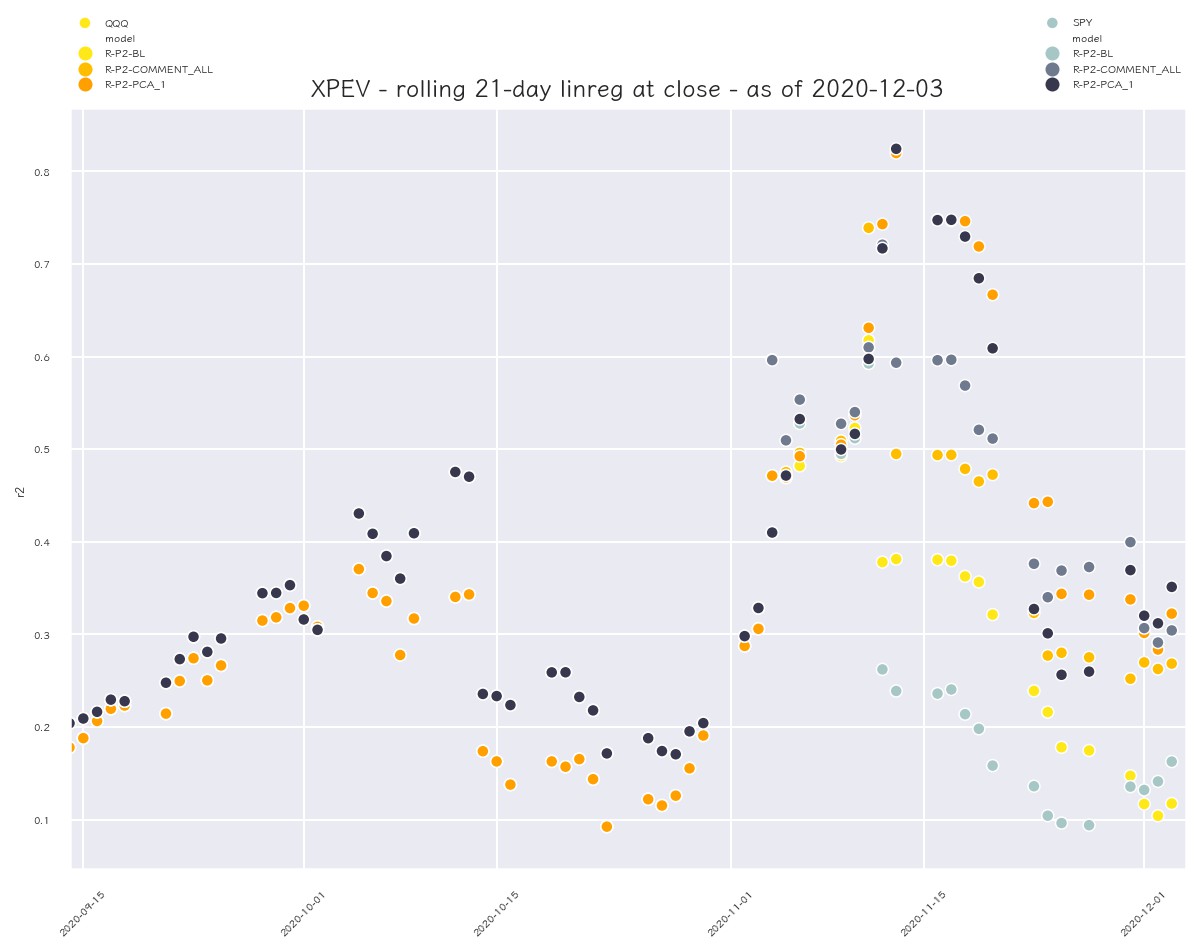 QQQ
model
R-P2-BL
R-P2-COMMENT_ALL
R-P2-PCA_1
SPY
model
R-P2-BL
R-P2-COMMENT_ALL
R-P2-PCA_1
XPEV - rolling 21-day linreg at close - as of 2020-12-03
0.8
0.7
0.6
0.5
0.4
0.3
0.2
0.1
r2
2020-09-15
2020-10-01
2020-10-15
2020-11-01
2020-11-15
2020-12-01